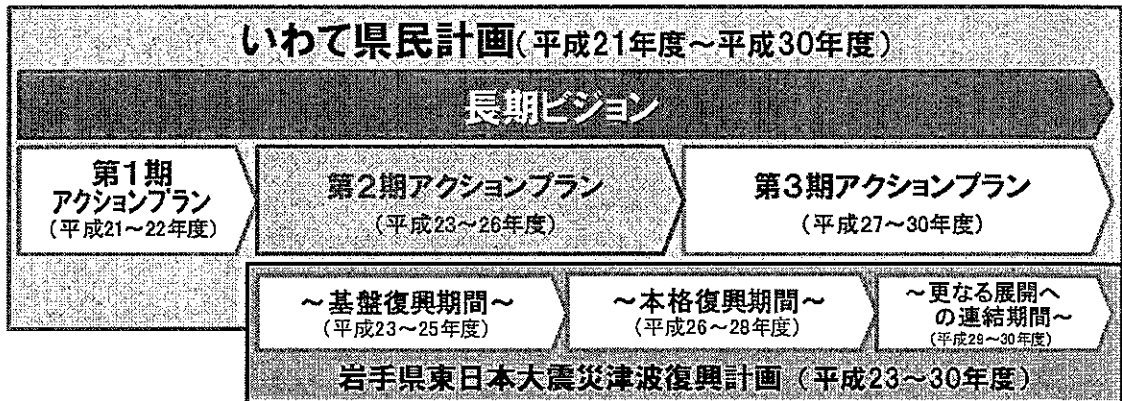 いわて県民計画(平成21年度～平成30年度)
長期ビジョン
第1期
アクションプラン
(平成21～22年度)
第2期アクションプラン
(平成23～26年度)
第3期アクションプラン
(平成27～30年度)
～基盤復興期間～
(平成23～25年度)
～本格復興期間～
(平成26～28年度)
～更なる展開へ
の連結期間～
(平成29～30年度)
岩手県東日本大震災津波復興計画(平成23～30年度)